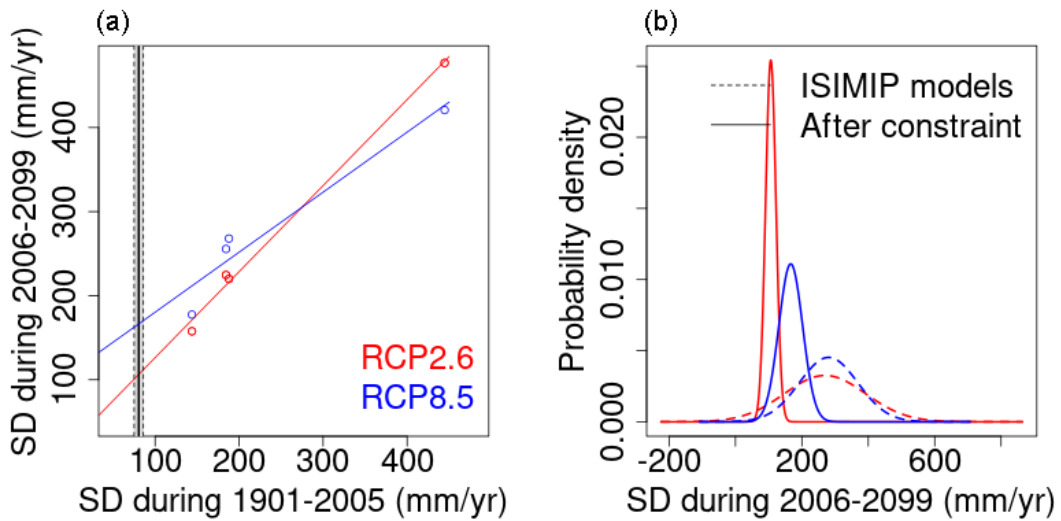 (a)
SD during 2006-2099 (mm/yr)
400
300
200
100
RCP2.6
RCP8.5
100 200 300 400
SD during 1901-2005 (mm/yr)
(b)
Probability density
0.020
0.010
0.000
ISIMIP models
After constraint
-200 200 600
SD during 2006-2099 (mm/yr)